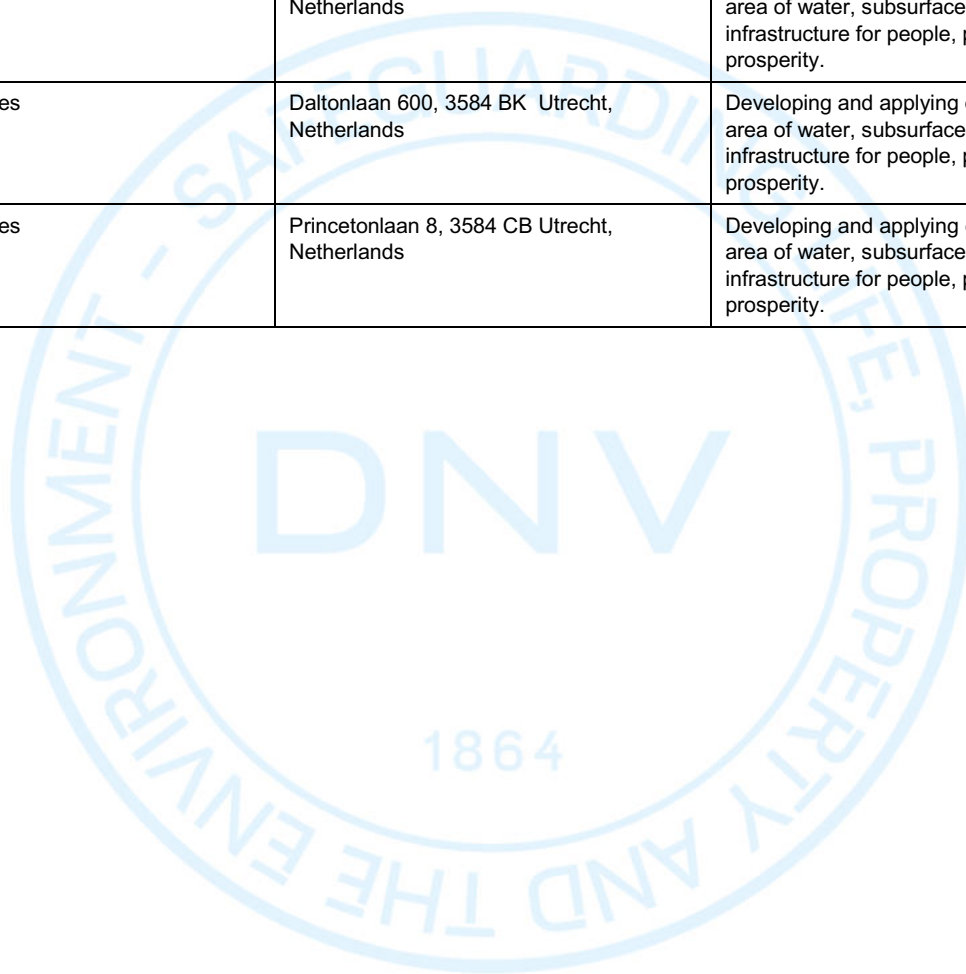 Netherlands
area of water, subsurface
infrastructure for people,
prosperity.
Daltonlaan 600, 3584 BK Utrecht,
Netherlands
Developing and applying
area of water, subsurface
infrastructure for people,
prosperity.
Princetonlaan 8, 3584 CB Utrecht,
Netherlands
Developing and applying
area of water, subsurface
infrastructure for people,
prosperity.
SAFEGUARDING LIFE, PROPERTY AND THE ENVIRONMENT -
DNV
1864